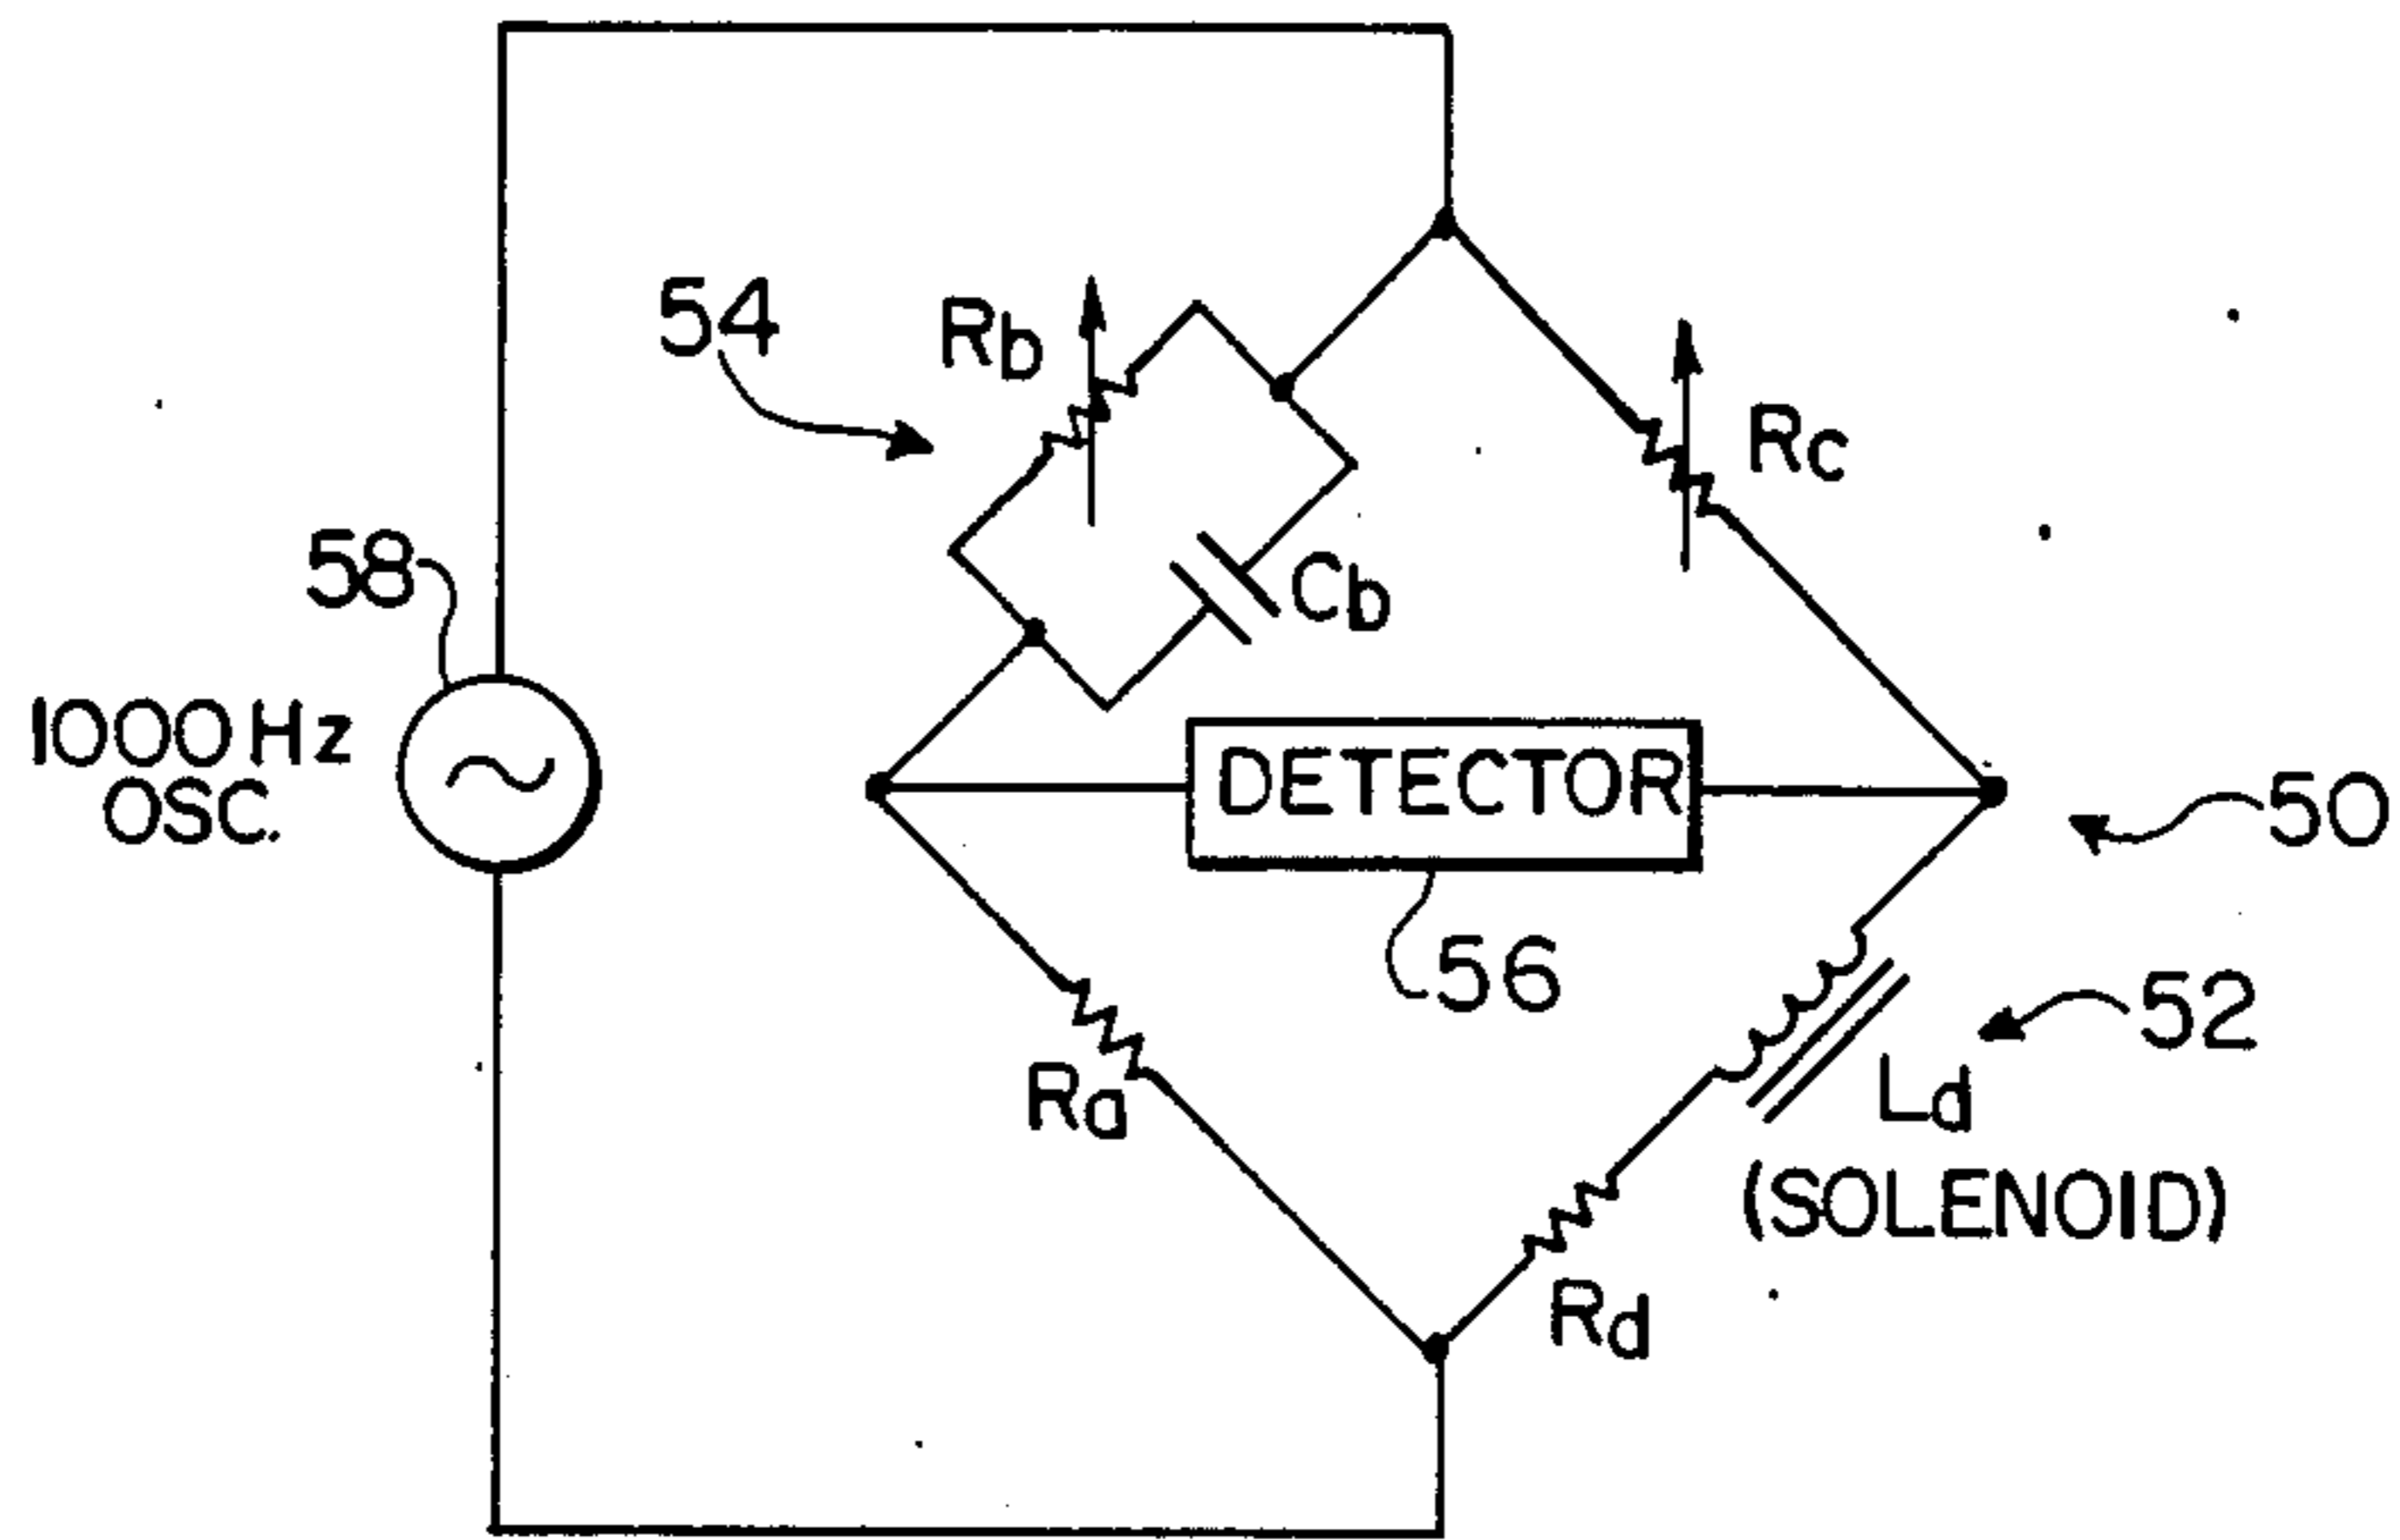 54
Rb
Rc
58
Cb
1000 Hz
OSC.
DETECTOR
50
56
52
Ra
Ld
(SOLENOID)
Rd